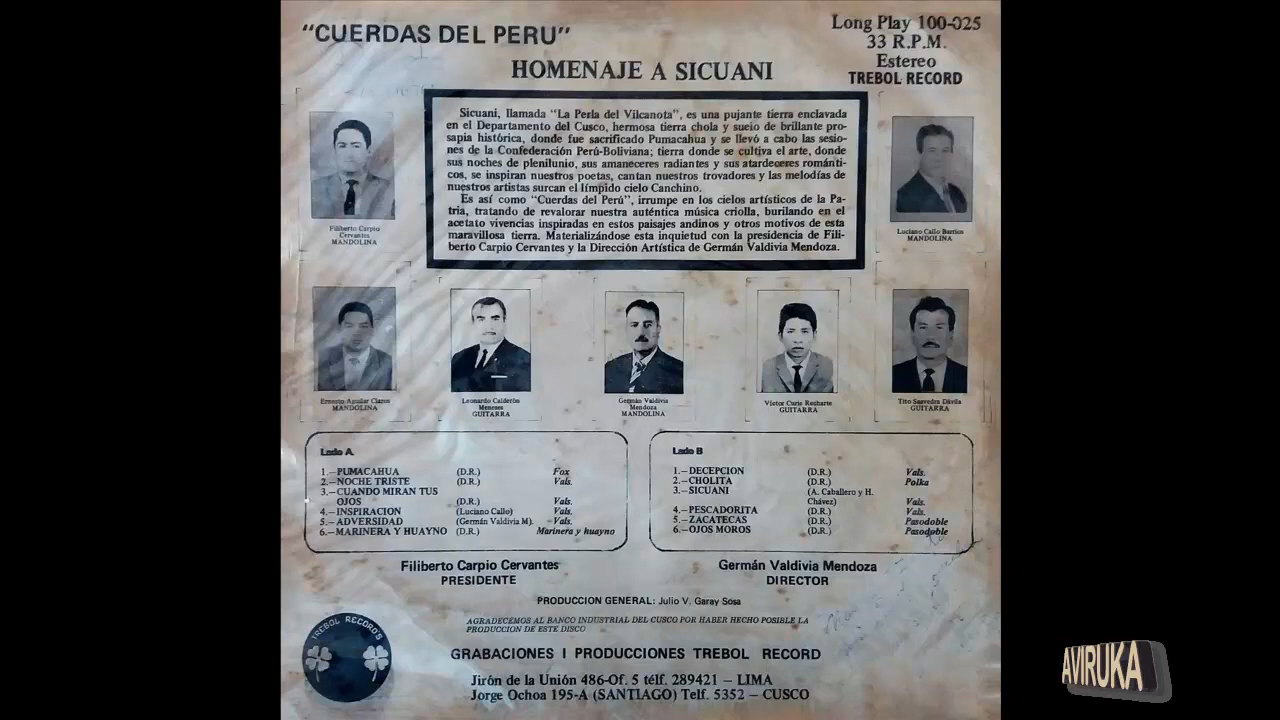 "CUERDAS DEL PERU"
Long Play 100-025
33 R.P.M.
Estereo
TREBOL RECORD
HOMENAJE A SICUANI
Sicuani, llamada "La Perla del Vilcanota", es una pujante tierra enclavada
en el Departamento del Cusco, hermosa tierra chola y suelo de brillante pro-
sapia histórica, donde fue sacrificado Pumacahua y se llevó a cabo las sesio-
nes de la Confederación Perú-Boliviana; tierra donde se cultiva el arte, donde
sus noches de plenilunio, sus amaneceres radiantes y sus atardeceres románti-
cos, se inspiran nuestros poetas, cantan nuestros trovadores y las melodías de
nuestros artistas surcan el límpido cielo Canchino.
Es así como "Cuerdas del Perú", irrumpe en los cielos artísticos de la Pa-
tria, tratando de revalorar nuestra auténtica música criolla, burilando en el
acetato vivencias inspiradas en estos paisajes andinos y otros motivos de esta
maravillosa tierra. Materializándose esta inquietud con la presidencia de Fili-
berto Carpio Cervantes y la Dirección Artística de Germán Valdivia Mendoza.
Filiberto Carpio
Cervantes
MANDOLINA
Luciano Callo Barrios
MANDOLINA
Ernesto Aguilar Claros
MANDOLINA
Leonardo Calderón
Meneses
GUITARRA
Germán Valdivia
Mendoza
MANDOLINA
Víctor Curie Recharte
GUITARRA
Tito Saavedra Dávila
GUITARRA
Lado A
1.—PUMACAHUA (D.R.) Fox
2.—NOCHE TRISTE (D.R.) Vals.
3.—CUANDO MIRAN TUS
OJOS (D.R.) Vals.
4.—INSPIRACION (Luciano Callo) Vals.
5.—ADVERSIDAD (Germán Valdivia M). Vals.
6.—MARINERA Y HUAYNO (D.R.) Marinera y huayno
Lado B
1.—DECEPCION (D.R.) Vals.
2.—CHOLITA (D.R.) Polka
3.—SICUANI (A. Caballero y H.
Chávez) Vals.
4.—PESCADORITA (D.R.) Vals.
5.—ZACATECAS (D.R.) Pasodoble
6.—OJOS MOROS (D.R.) Pasodoble
Filiberto Carpio Cervantes
PRESIDENTE
Germán Valdivia Mendoza
DIRECTOR
PRODUCCION GENERAL: Julio V. Garay Sosa
AGRADECEMOS AL BANCO INDUSTRIAL DEL CUSCO POR HABER HECHO POSIBLE LA
PRODUCCION DE ESTE DISCO
TREBOL RECORD'S
GRABACIONES I PRODUCCIONES TREBOL RECORD
Jirón de la Unión 486-Of. 5 télf. 289421 — LIMA
Jorge Ochoa 195-A (SANTIAGO) Telf. 5352 — CUSCO
AVIRUKA